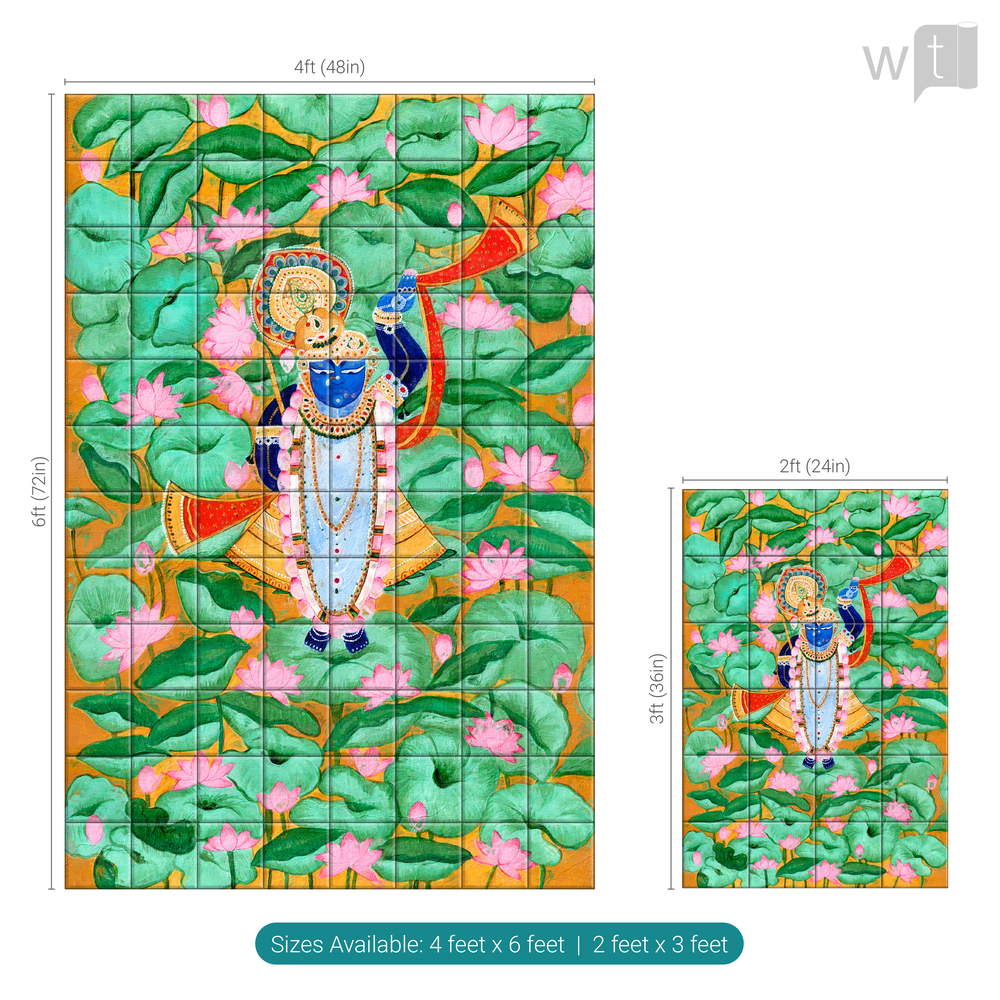 wt
4ft (48in)
6ft (72in)
2ft (24in)
3ft (36in)
Sizes Available: 4 feet x 6 feet | 2 feet x 3 feet